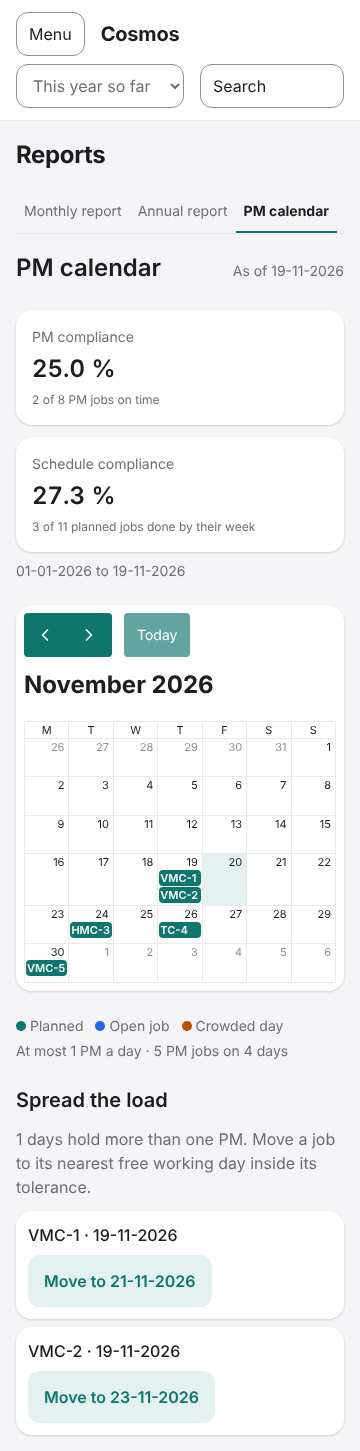 Menu
Cosmos
This year so far
Search
Reports
Monthly report
Annual report
PM calendar
PM calendar
As of 19-11-2026
PM compliance
25.0 %
2 of 8 PM jobs on time
Schedule compliance
27.3 %
3 of 11 planned jobs done by their week
01-01-2026 to 19-11-2026
Today
November 2026
M T W T F S S
26 27 28 29 30 31 1
2 3 4 5 6 7 8
9 10 11 12 13 14 15
16 17 18 19 20 21 22
VMC-1
VMC-2
23 24 25 26 27 28 29
HMC-3 TC-4
30 1 2 3 4 5 6
VMC-5
Planned
Open job
Crowded day
At most 1 PM a day · 5 PM jobs on 4 days
Spread the load
1 days hold more than one PM. Move a job
to its nearest free working day inside its
tolerance.
VMC-1 · 19-11-2026
Move to 21-11-2026
VMC-2 · 19-11-2026
Move to 23-11-2026